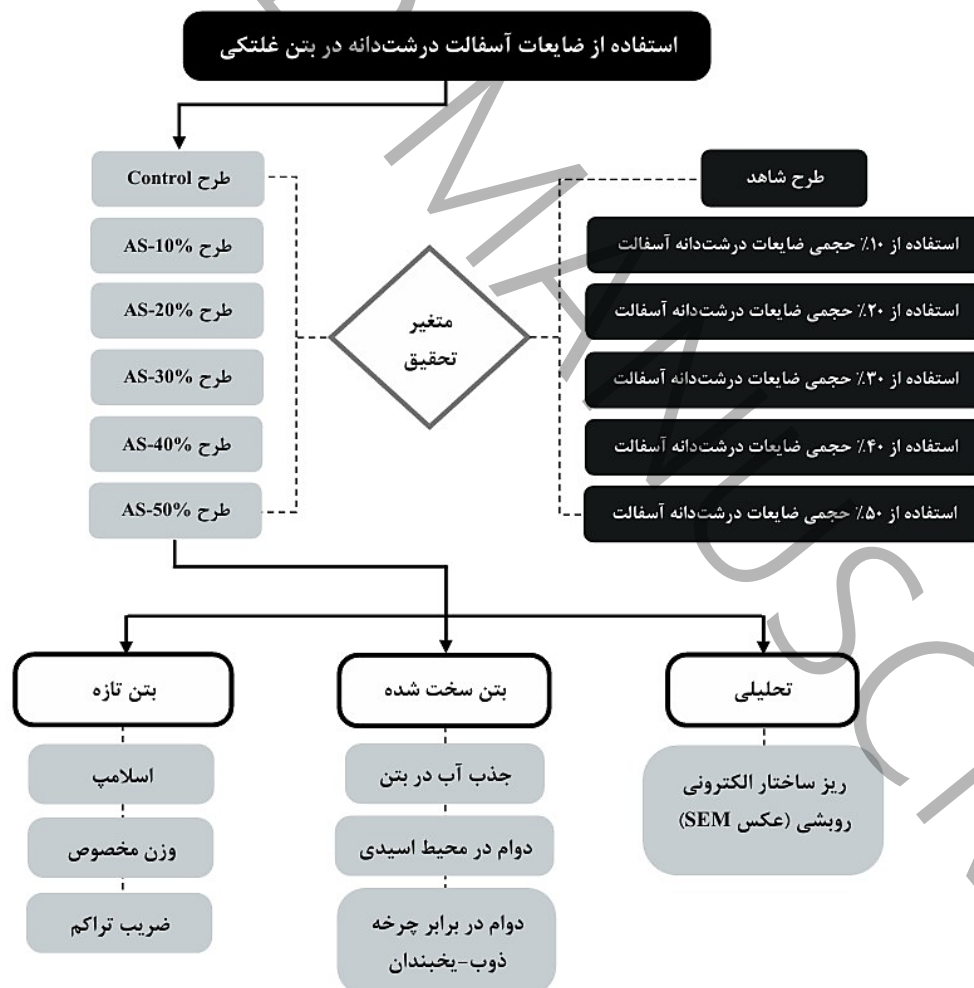 استفاده از ضایعات آسفالت درشت‌دانه در بتن غلتکی
طرح شاهد
استفاده از ۱۰٪ حجمی ضایعات درشت‌دانه آسفالت
استفاده از ۲۰٪ حجمی ضایعات درشت‌دانه آسفالت
استفاده از ۳۰٪ حجمی ضایعات درشت‌دانه آسفالت
استفاده از ۴۰٪ حجمی ضایعات درشت‌دانه آسفالت
استفاده از ۵۰٪ حجمی ضایعات درشت‌دانه آسفالت
متغیر
تحقیق
طرح Control
طرح AS-10%
طرح AS-20%
طرح AS-30%
طرح AS-40%
طرح AS-50%
تحلیلی
ریز ساختار الکترونی
روبشی (عکس SEM)
بتن سخت شده
جذب آب در بتن
دوام در محیط اسیدی
دوام در برابر چرخه
ذوب-یخبندان
بتن تازه
اسلامپ
وزن مخصوص
ضریب تراکم